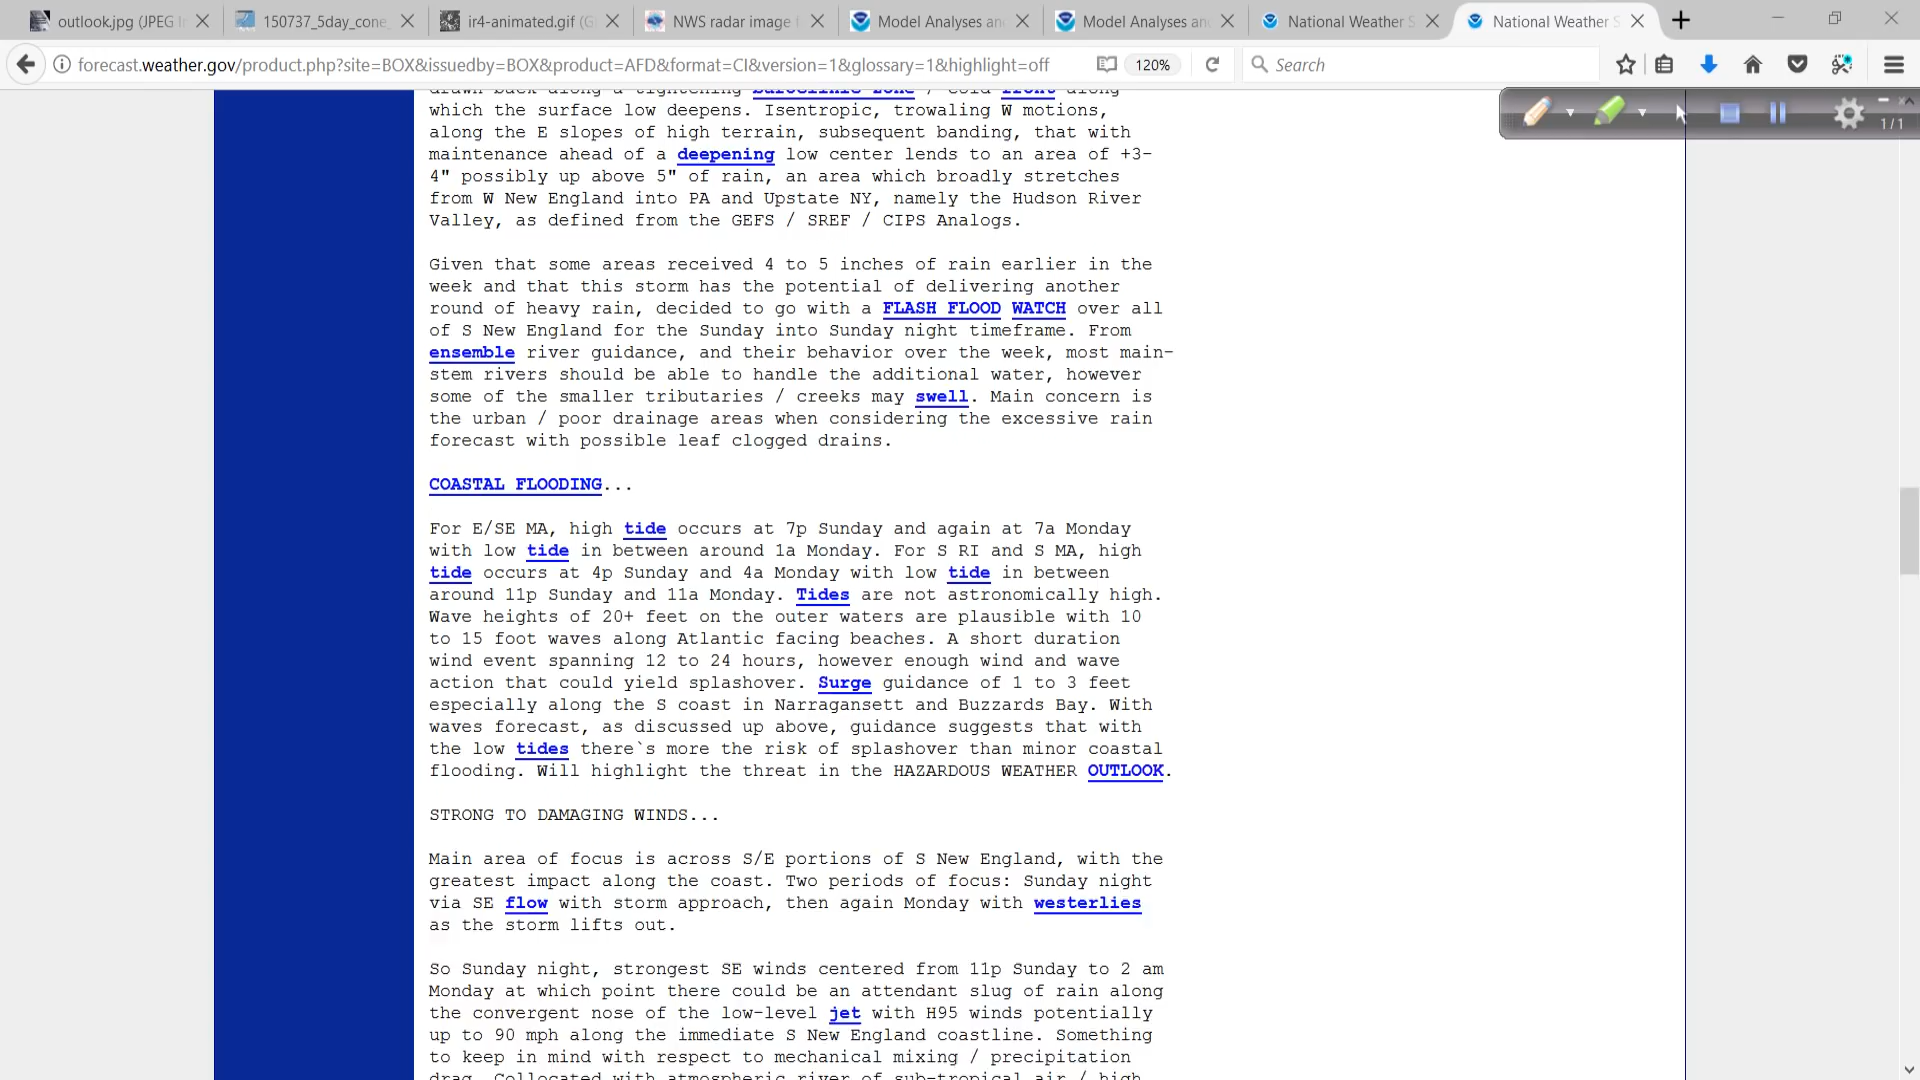 outlook.jpg (JPEG I
150737_5day_cone_
ir4-animated.gif (G
NWS radar image f
Model Analyses and
Model Analyses and
National Weather S
National Weather S
forecast.weather.gov/product.php?site=BOX&issuedby=BOX&product=AFD&format=CI&version=1&glossary=1&highlight=off
120%
Search
1/1
drawn back along a tightening baroclinic zone / cold front along
which the surface low deepens. Isentropic, trowaling W motions,
along the E slopes of high terrain, subsequent banding, that with
maintenance ahead of a deepening low center lends to an area of +3-
4" possibly up above 5" of rain, an area which broadly stretches
from W New England into PA and Upstate NY, namely the Hudson River
Valley, as defined from the GEFS / SREF / CIPS Analogs.
Given that some areas received 4 to 5 inches of rain earlier in the
week and that this storm has the potential of delivering another
round of heavy rain, decided to go with a FLASH FLOOD WATCH over all
of S New England for the Sunday into Sunday night timeframe. From
ensemble river guidance, and their behavior over the week, most main-
stem rivers should be able to handle the additional water, however
some of the smaller tributaries / creeks may swell. Main concern is
the urban / poor drainage areas when considering the excessive rain
forecast with possible leaf clogged drains.
COASTAL FLOODING...
For E/SE MA, high tide occurs at 7p Sunday and again at 7a Monday
with low tide in between around 1a Monday. For S RI and S MA, high
tide occurs at 4p Sunday and 4a Monday with low tide in between
around 11p Sunday and 11a Monday. Tides are not astronomically high.
Wave heights of 20+ feet on the outer waters are plausible with 10
to 15 foot waves along Atlantic facing beaches. A short duration
wind event spanning 12 to 24 hours, however enough wind and wave
action that could yield splashover. Surge guidance of 1 to 3 feet
especially along the S coast in Narragansett and Buzzards Bay. With
waves forecast, as discussed up above, guidance suggests that with
the low tides there`s more the risk of splashover than minor coastal
flooding. Will highlight the threat in the HAZARDOUS WEATHER OUTLOOK.
STRONG TO DAMAGING WINDS...
Main area of focus is across S/E portions of S New England, with the
greatest impact along the coast. Two periods of focus: Sunday night
via SE flow with storm approach, then again Monday with westerlies
as the storm lifts out.
So Sunday night, strongest SE winds centered from 11p Sunday to 2 am
Monday at which point there could be an attendant slug of rain along
the convergent nose of the low-level jet with H95 winds potentially
up to 90 mph along the immediate S New England coastline. Something
to keep in mind with respect to mechanical mixing / precipitation
drag. Collocated with atmospheric river of sub-tropical air / high